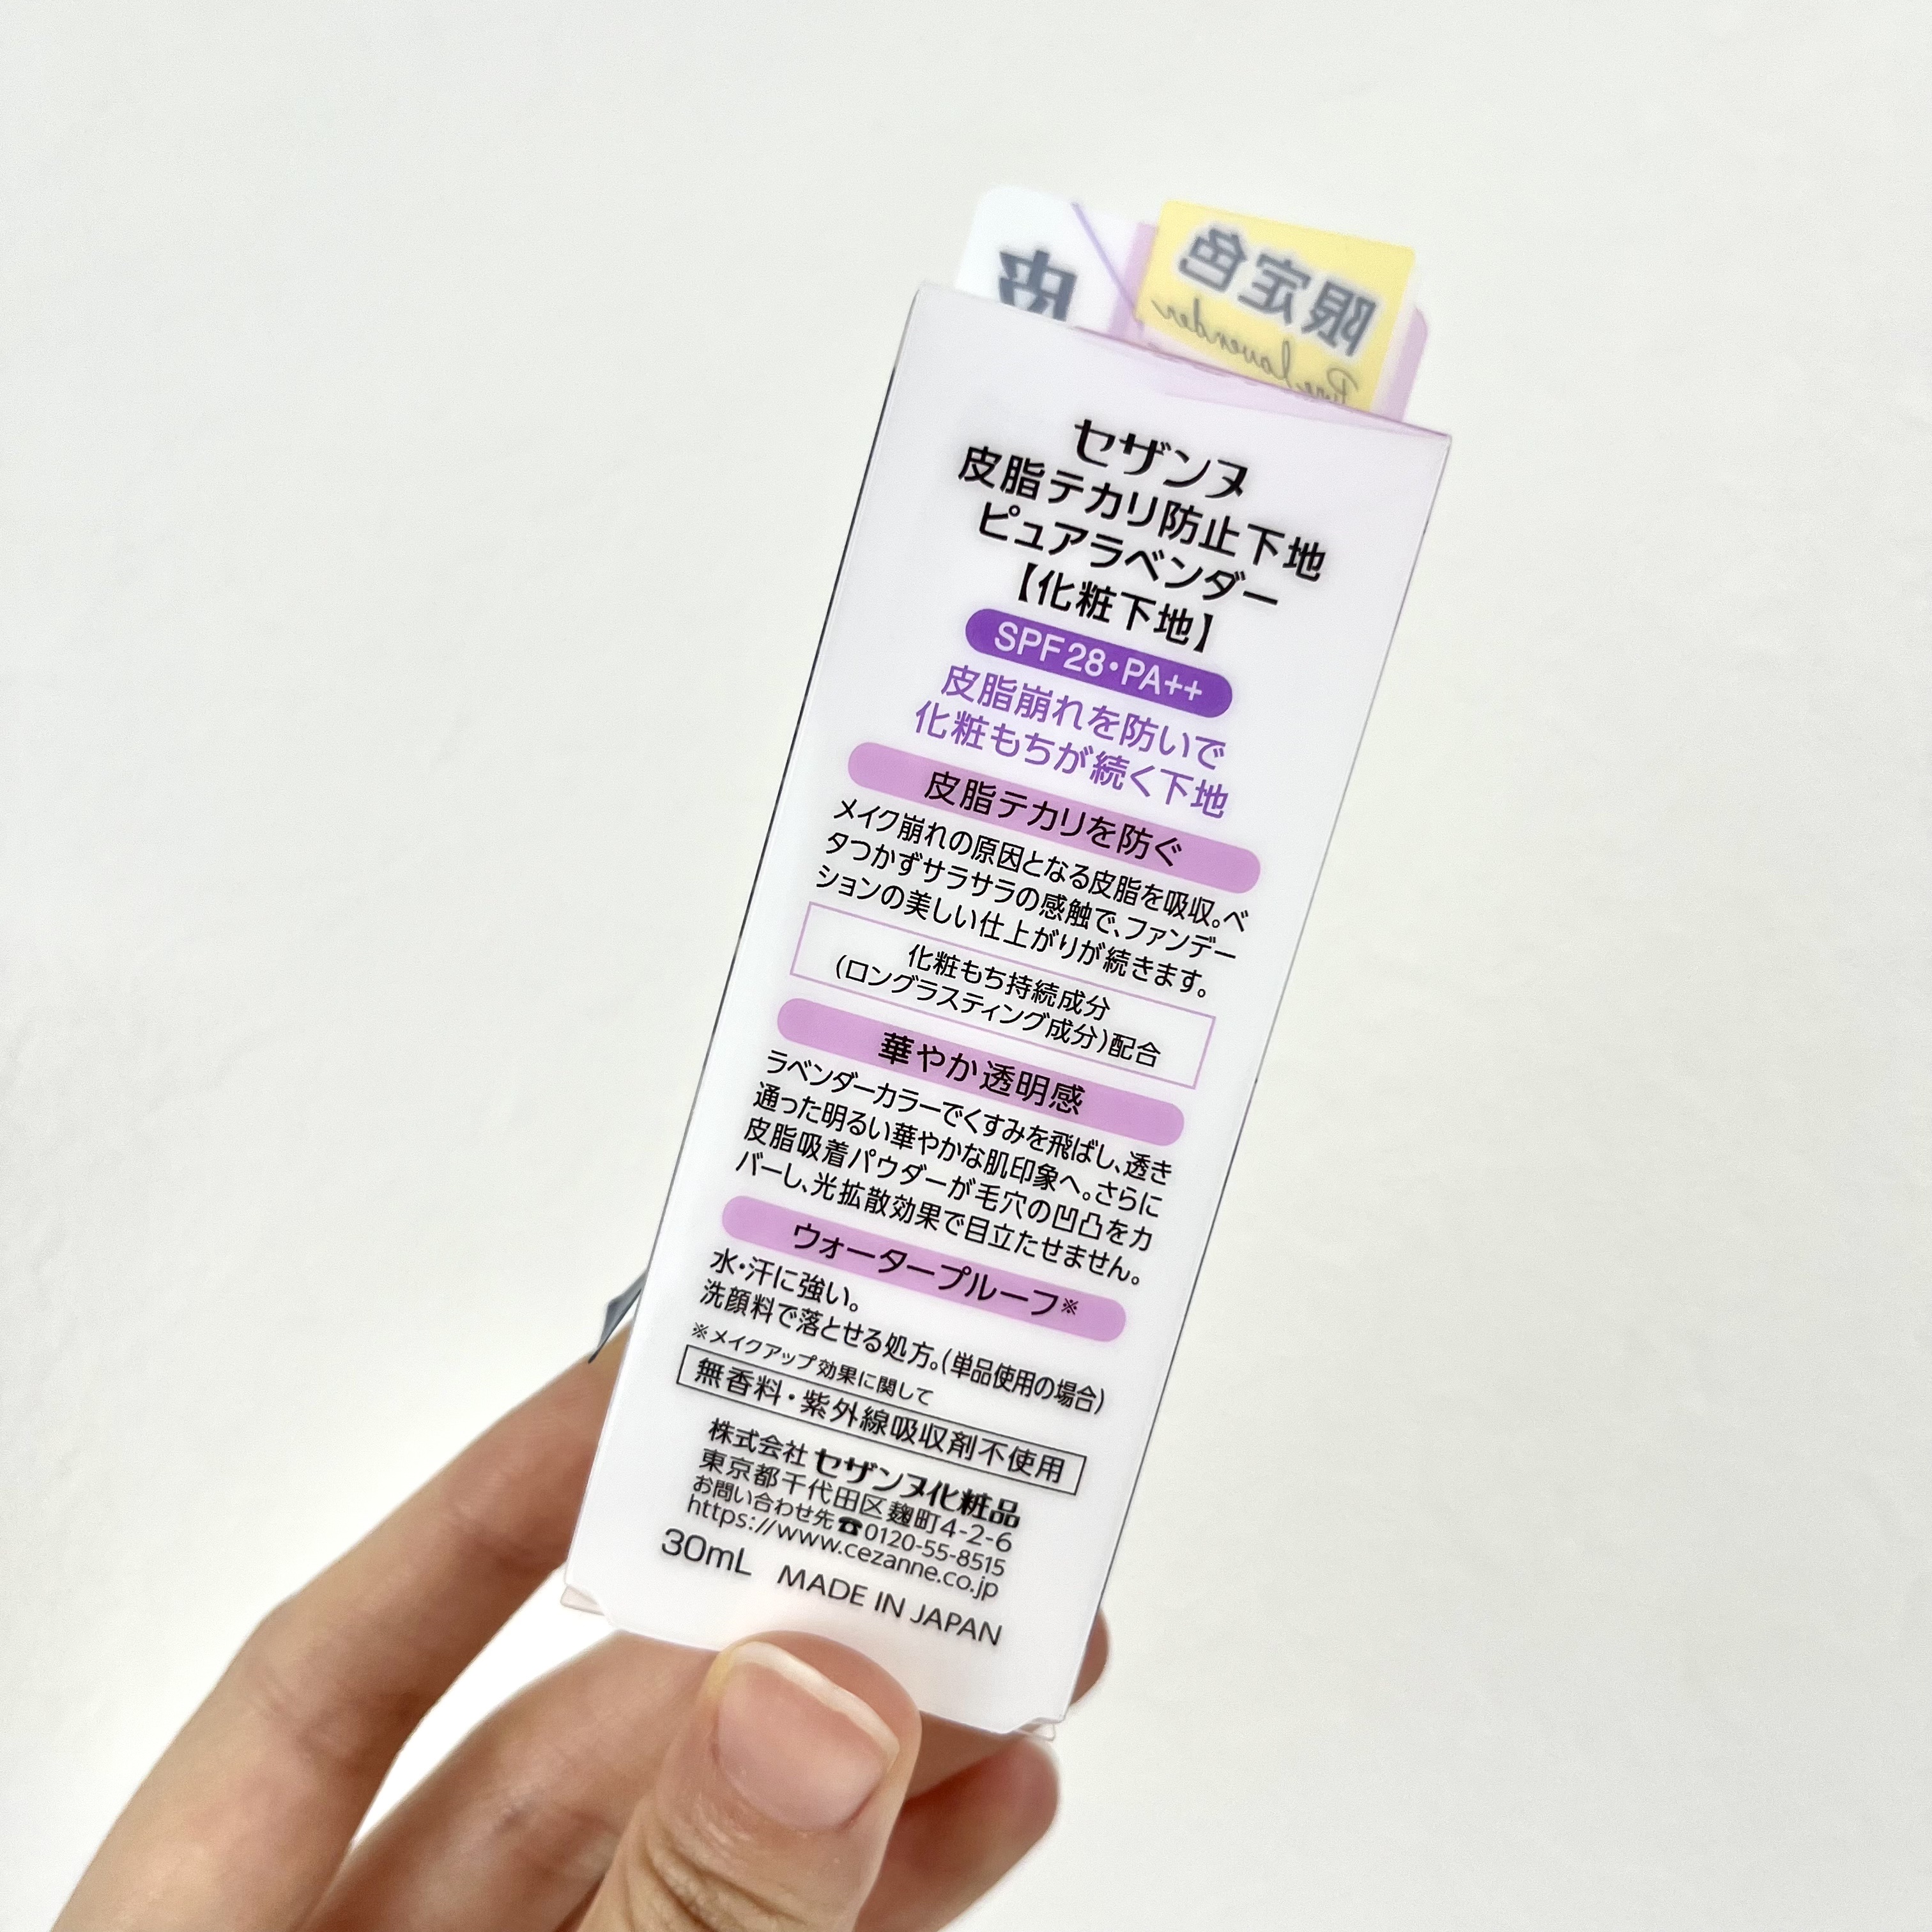 皮
限定色
Pure Lavender
セザンヌ
皮脂テカリ防止下地
ピュアラベンダー
【化粧下地】
SPF28・PA++
皮脂崩れを防いで
化粧もちが続く下地
皮脂テカリを防ぐ
メイク崩れの原因となる皮脂を吸収。ベ
タつかずサラサラの感触で、ファンデー
ションの美しい仕上がりが続きます。
化粧もち持続成分
(ロングラスティング成分)配合
華やか透明感
ラベンダーカラーでくすみを飛ばし、透き
通った明るい華やかな肌印象へ。さらに
皮脂吸着パウダーが毛穴の凹凸をカ
バーし、光拡散効果で目立たせません。
ウォータープルーフ※
水・汗に強い。
洗顔料で落とせる処方。(単品使用の場合)
※メイクアップ効果に関して
無香料・紫外線吸収剤不使用
株式会社 セザンヌ化粧品
東京都千代田区麹町4-2-6
お問い合わせ先☎0120-55-8515
https://www.cezanne.co.jp
30mL MADE IN JAPAN